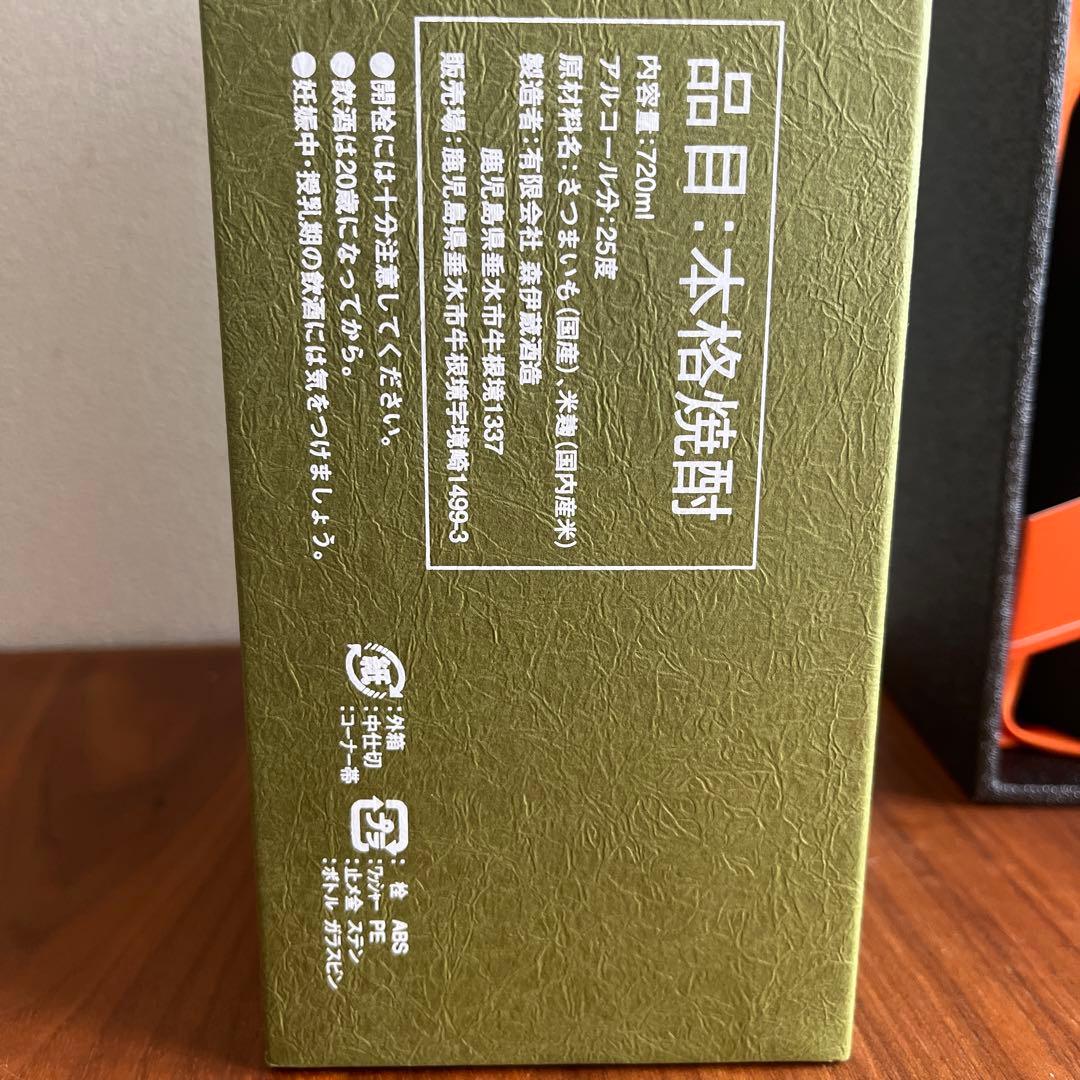 品目:本格焼酎
内容量:720ml
アルコール分:25度
原材料名:さつまいも(国産)、米麹(国内産米)
製造者:有限会社 森伊蔵酒造
鹿児島県垂水市牛根境1337
販売場:鹿児島県垂水市牛根境字境崎1499-3
●開栓には十分注意してください。
●飲酒は20歳になってから。
●妊娠中・授乳期の飲酒には気をつけましょう。
紙
:外箱
:中仕切
:コーナー帯
プラ
:栓 ABS
:ワッシャー PE
:止メ金 ステン
:ボトル ガラスビン